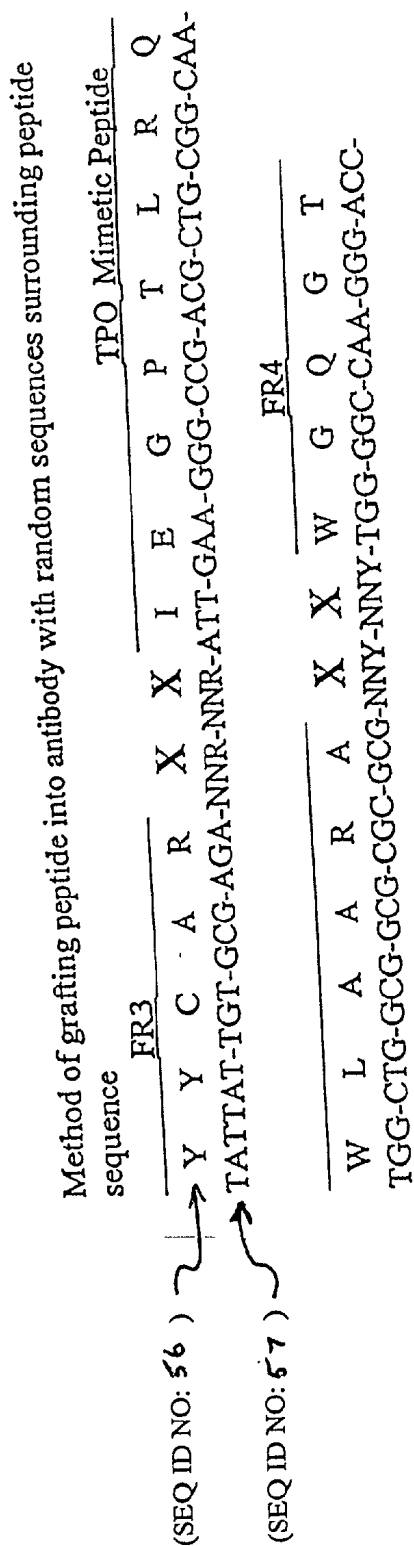 Method of grafting peptide into antibody with random sequences surrounding peptide
sequence
FR3 TPO Mimetic Peptide
(SEQ ID NO: 56 ) Y Y C A R X X I E G P T L R Q
(SEQ ID NO: 57 ) TATTAT-TGT-GCG-AGA-NNR-NNR-ATT-GAA-GGG-CCG-ACG-CTG-CGG-CAA-
FR4
W L A A R A X X W G Q G T
TGG-CTG-GCG-GCG-CGC-GCG-NNY-NNY-TGG-GGC-CAA-GGG-ACC-